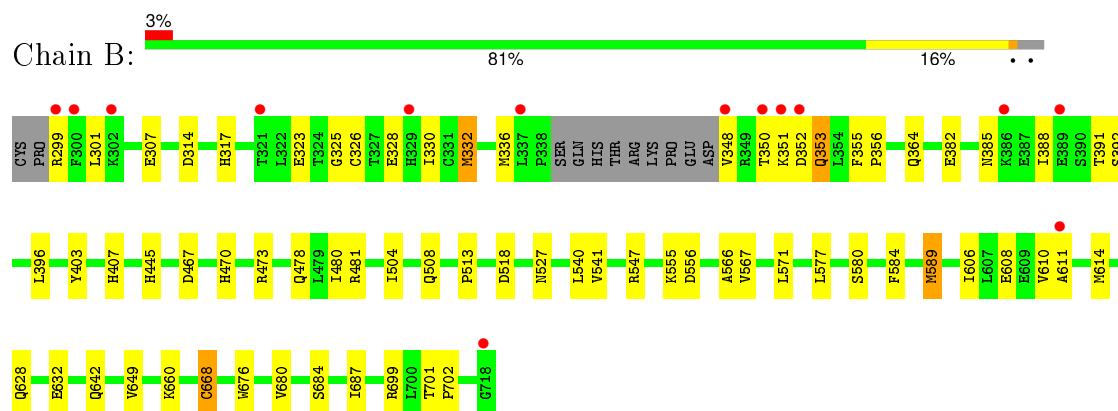 3%
Chain B:
81%
16%
• •
CYS PRO R299 F300 L301 K302 E307 D314 H317 T321 L322 E323 T324 G325 C326 T327 E328 H329 I330 C331 M332 M336 L337 P338 SER GLN HIS THR ARG LYS PRO GLU ASP V348 R349 T350 K351 D352 Q353 L354 F355 P356 Q364 E382 N385 K386 E387 I388 E389 S390 T391 S392
L396 Y403 H407 H445 D467 H470 R473 Q478 L479 I480 R481 I504 Q508 P513 D518 N527 L540 V541 R547 K555 D556 A566 V567 L571 L577 S580 F584 M589 I606 L607 E608 E609 V610 A611 M614
Q628 E632 Q642 V649 K660 C668 W676 V680 S684 I687 R699 L700 T701 P702 G718